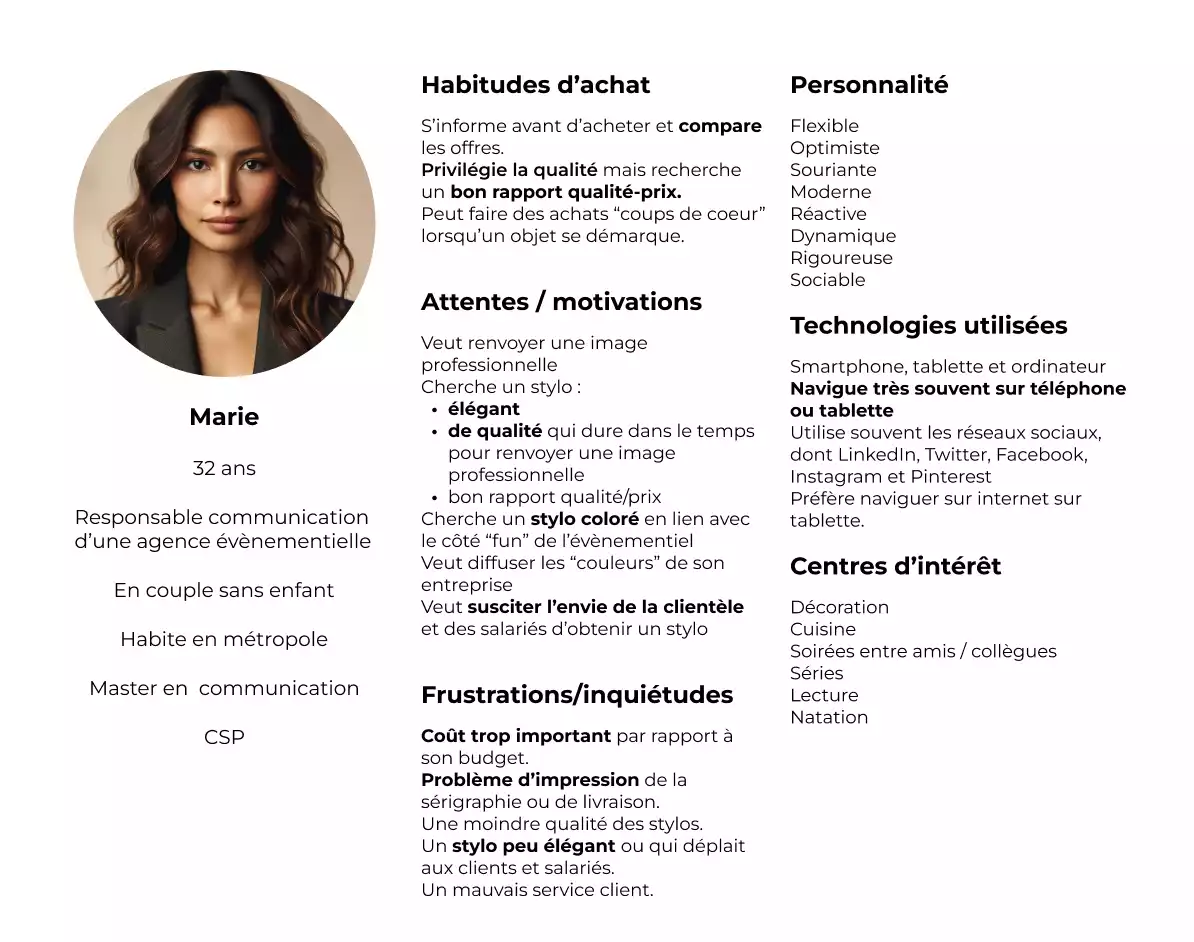 Marie
32 ans
Responsable communication
d’une agence évènementielle
En couple sans enfant
Habite en métropole
Master en  communication
CSP
Habitudes d’achat
S’informe avant d’acheter et compare
les offres.
Privilégie la qualité mais recherche
un bon rapport qualité-prix.
Peut faire des achats “coups de coeur”
lorsqu’un objet se démarque.
Attentes / motivations
Veut renvoyer une image
professionnelle
Cherche un stylo :
• élégant
• de qualité qui dure dans le temps
pour renvoyer une image
professionnelle
• bon rapport qualité/prix
Cherche un stylo coloré en lien avec
le côté “fun” de l’évènementiel
Veut diffuser les “couleurs” de son
entreprise
Veut susciter l’envie de la clientèle
et des salariés d’obtenir un stylo
Frustrations/inquiétudes
Coût trop important par rapport à
son budget.
Problème d’impression de la
sérigraphie ou de livraison.
Une moindre qualité des stylos.
Un stylo peu élégant ou qui déplait
aux clients et salariés.
Un mauvais service client.
Personnalité
Flexible
Optimiste
Souriante
Moderne
Réactive
Dynamique
Rigoureuse
Sociable
Technologies utilisées
Smartphone, tablette et ordinateur
Navigue très souvent sur téléphone
ou tablette
Utilise souvent les réseaux sociaux,
dont LinkedIn, Twitter, Facebook,
Instagram et Pinterest
Préfère naviguer sur internet sur
tablette.
Centres d’intérêt
Décoration
Cuisine
Soirées entre amis / collègues
Séries
Lecture
Natation